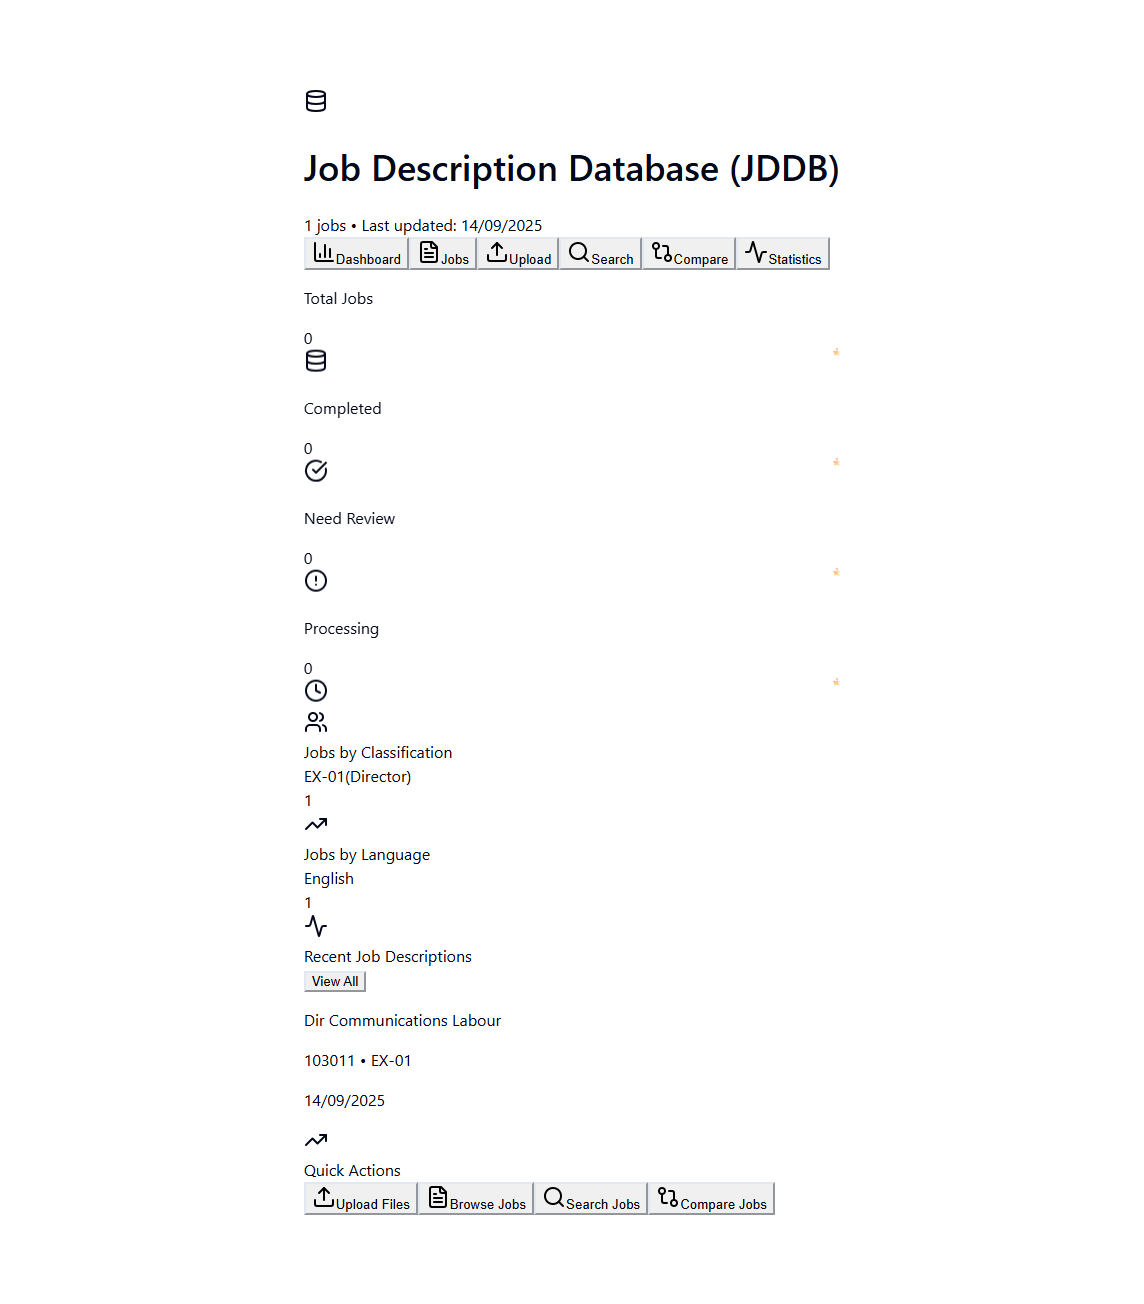 Job Description Database (JDDB)
1 jobs • Last updated: 14/09/2025
Dashboard Jobs Upload Search Compare Statistics
Total Jobs
0
Completed
0
Need Review
0
Processing
0
Jobs by Classification
EX-01(Director)
1
Jobs by Language
English
1
Recent Job Descriptions
View All
Dir Communications Labour
103011 • EX-01
14/09/2025
Quick Actions
Upload Files Browse Jobs Search Jobs Compare Jobs